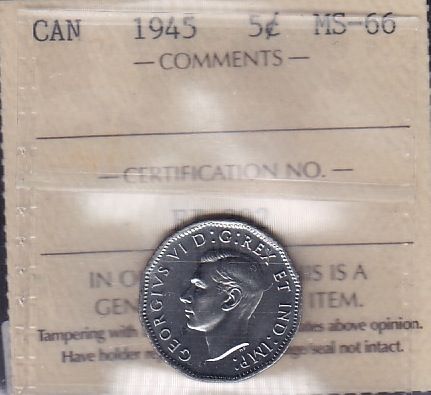 CAN 1945 5¢ MS-66
— COMMENTS —
— CERTIFICATION NO. —
GEORGIVS VI D:G:REX ET IND:IMP:
IN IS IS A
GEN ITEM.
Tampering with above opinion.
Have holder seal not intact.